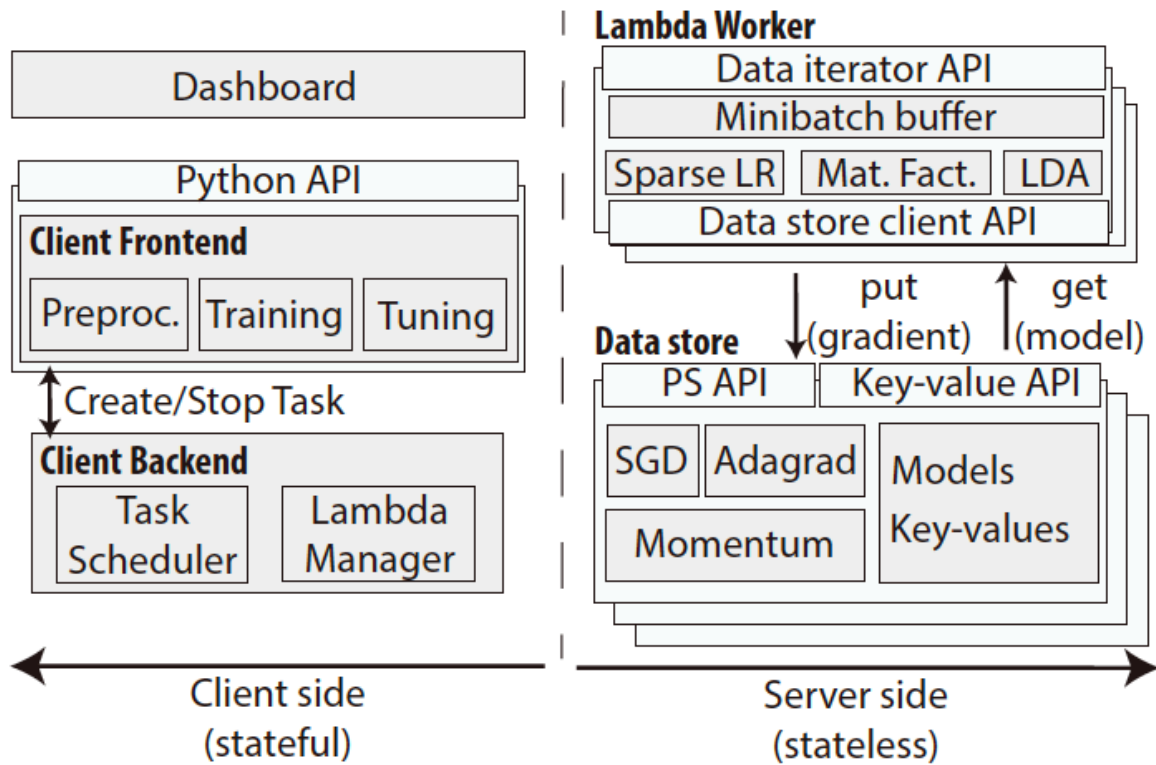 Dashboard
Python API
Client Frontend
Preproc.
Training
Tuning
Create/Stop Task
Client Backend
Task
Scheduler
Lambda
Manager
Client side
(stateful)
Lambda Worker
Data iterator API
Minibatch buffer
Sparse LR
Mat. Fact.
LDA
Data store client API
put
(gradient)
get
(model)
Data store
PS API
Key-value API
SGD
Adagrad
Momentum
Models
Key-values
Server side
(stateless)